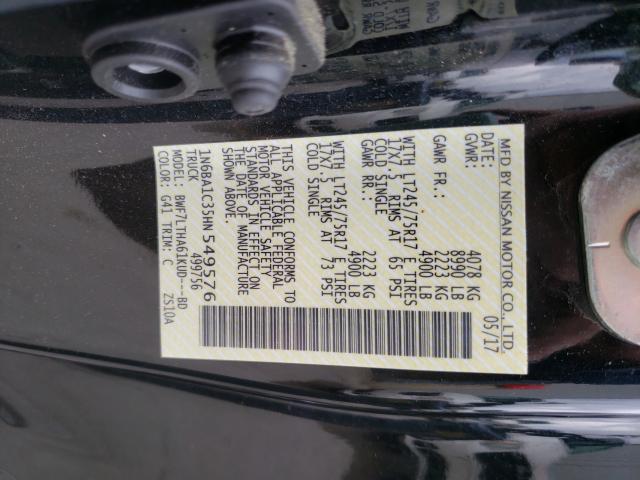 MFD BY NISSAN MOTOR CO., LTD.
05/17
GVWR: 4078 KG
8990 LB
GAWR FR: 2223 KG
4900 LB
WITH LT245/75R17 E TIRES
17X7.5 RIMS AT 65 PSI
COLD SINGLE
GAWR RR: 2223 KG
4900 LB
WITH LT245/75R17 E TIRES
17X7.5 RIMS AT 73 PSI
COLD SINGLE
THIS VEHICLE CONFORMS TO
ALL APPLICABLE FEDERAL
MOTOR VEHICLE SAFETY
STANDARDS IN EFFECT ON
THE DATE OF MANUFACTURE
SHOWN ABOVE.
1N6BA1C35HN549576
TRUCK 499756
MODEL: BWF7LTHA61KUD---BD
COLOR: G41 TRIM: C ZS10A